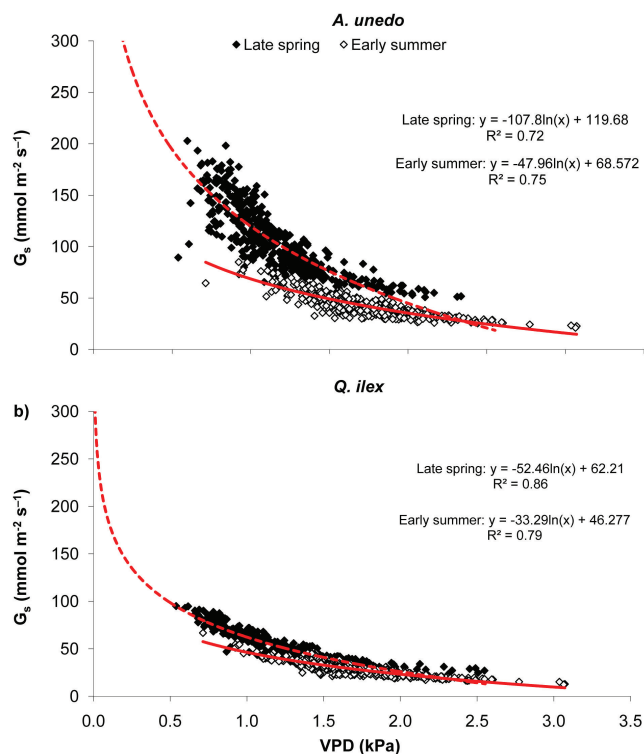 A. unedo
Late spring Early summer
300
250
200
150
100
50
0
Gs (mmol m⁻² s⁻¹)
Late spring: y = -107.8ln(x) + 119.68
R² = 0.72
Early summer: y = -47.96ln(x) + 68.572
R² = 0.75
b)
Q. ilex
300
250
200
150
100
50
0
Gs (mmol m⁻² s⁻¹)
Late spring: y = -52.46ln(x) + 62.21
R² = 0.86
Early summer: y = -33.29ln(x) + 46.277
R² = 0.79
0.0 0.5 1.0 1.5 2.0 2.5 3.0 3.5
VPD (kPa)